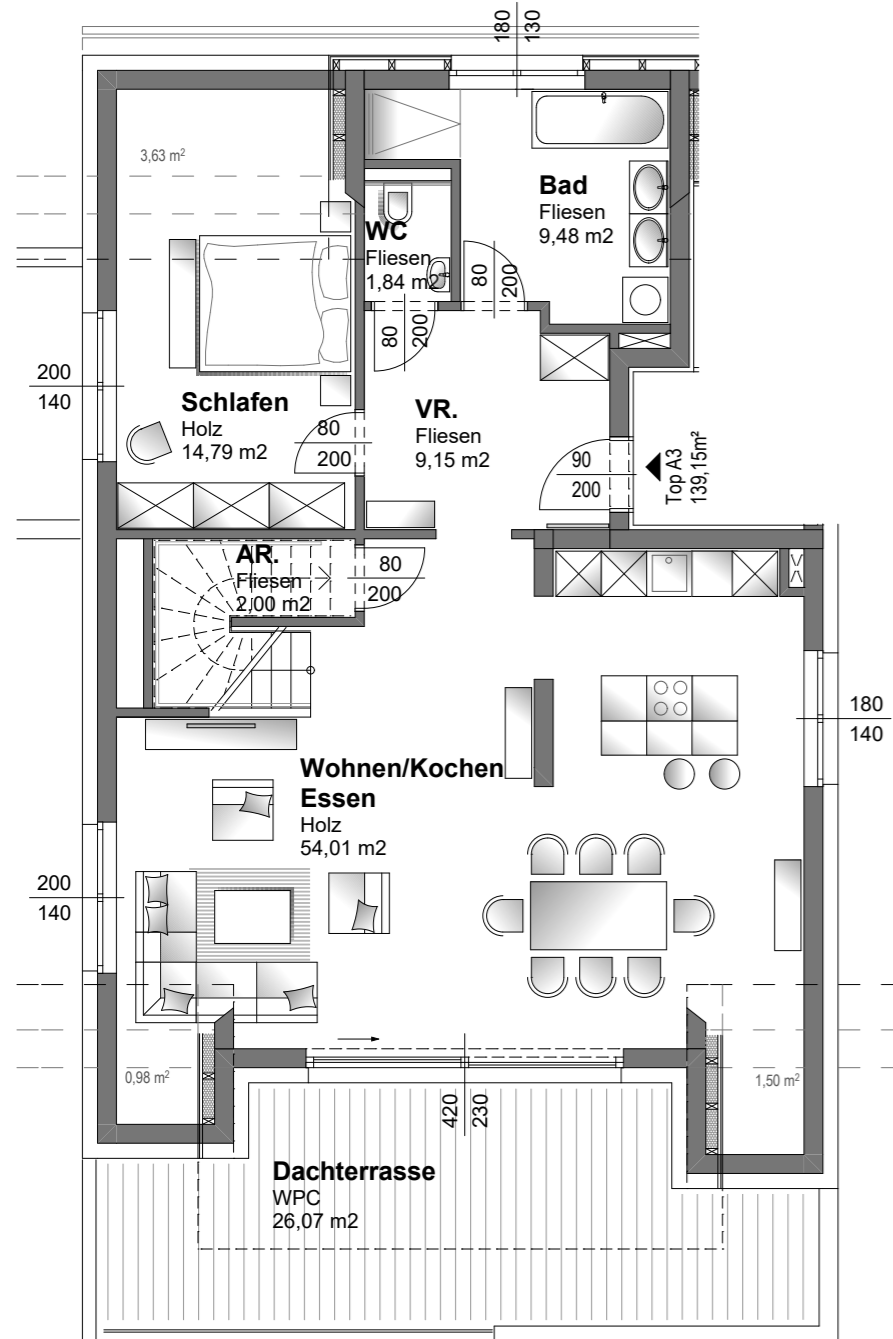 180
130
3,63 m²
Bad
Fliesen
9,48 m2
WC
Fliesen
1,84 m2
80
200
80
200
200
140
Schlafen
Holz
14,79 m2
80
200
VR.
Fliesen
9,15 m2
90
200
Top A3
139,15m²
AR.
Fliesen
2,00 m2
80
200
180
140
Wohnen/Kochen
Essen
Holz
54,01 m2
200
140
0,98 m²
420
230
1,50 m²
Dachterrasse
WPC
26,07 m2